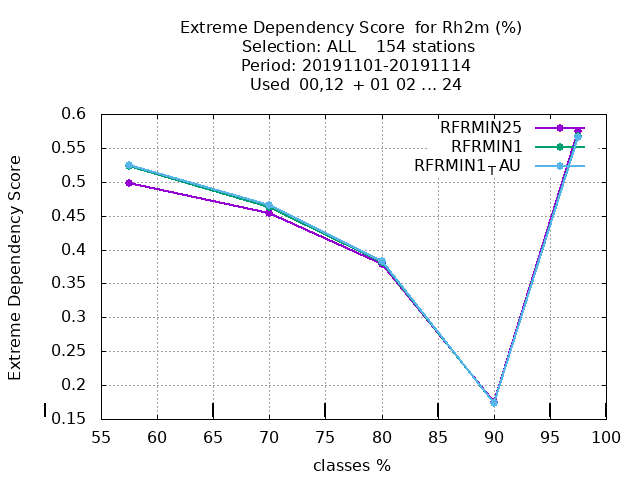 Extreme Dependency Score  for Rh2m (%)
Selection: ALL    154 stations
Period: 20191101-20191114
Used  00,12  + 01 02 ... 24
RFRMIN25
RFRMIN1
RFRMIN1TAU
Extreme Dependency Score
0.6
0.55
0.5
0.45
0.4
0.35
0.3
0.25
0.2
0.15
55 60 65 70 75 80 85 90 95 100
classes %